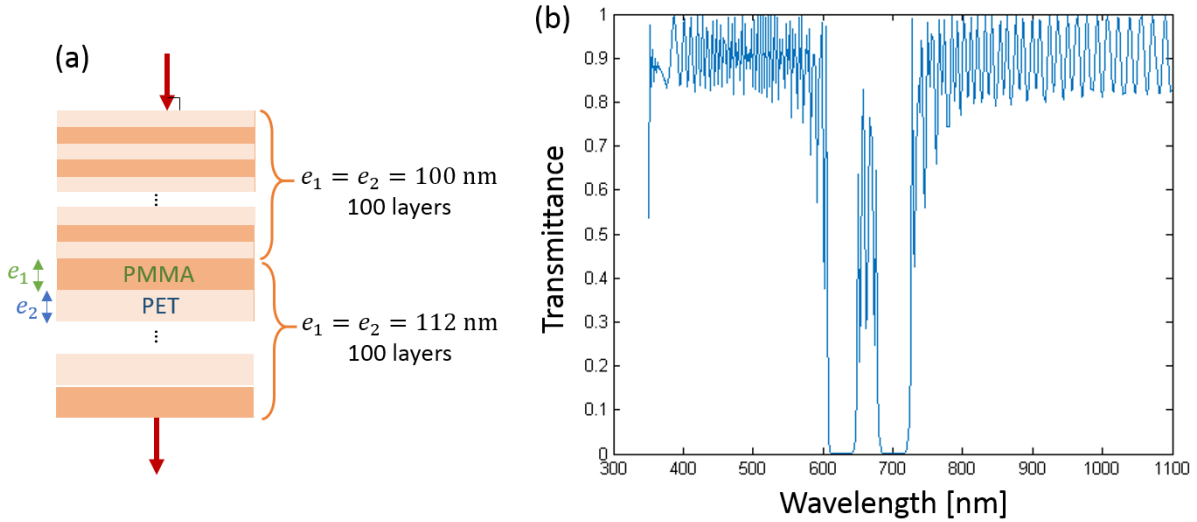 (a)
⋮
e₁ = e₂ = 100 nm
100 layers
e₁
PMMA
e₂
PET
⋮
e₁ = e₂ = 112 nm
100 layers
(b)
Transmittance
1
0.9
0.8
0.7
0.6
0.5
0.4
0.3
0.2
0.1
0
300 400 500 600 700 800 900 1000 1100
Wavelength [nm]